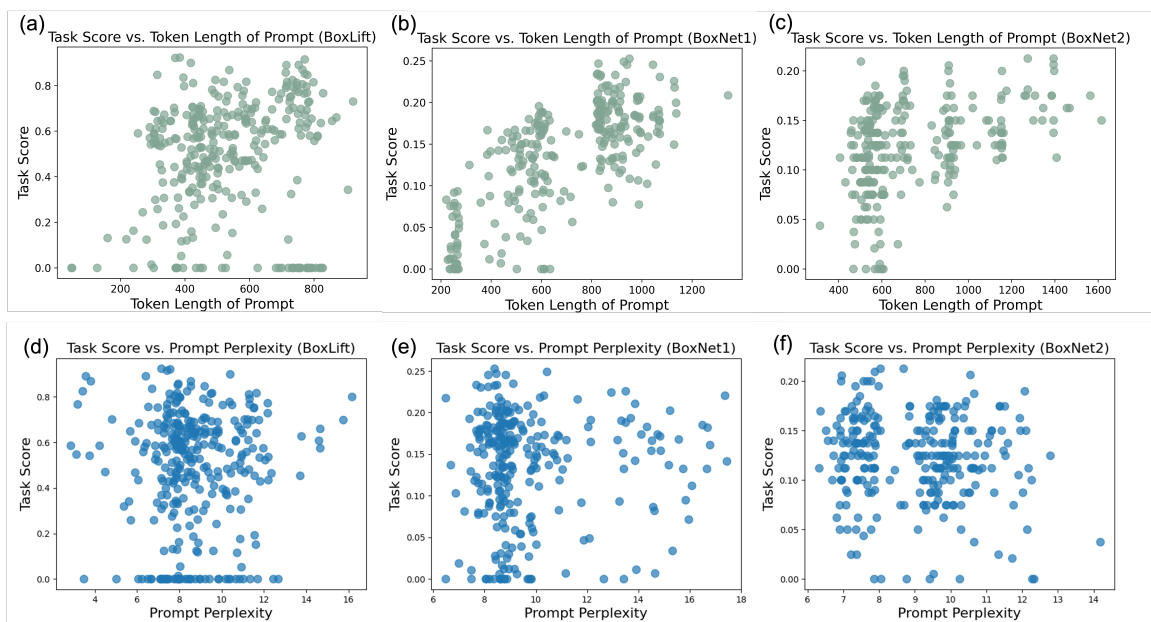 (a)
Task Score vs. Token Length of Prompt (BoxLift)
Task Score
0.8
0.6
0.4
0.2
0.0
200 400 600 800
Token Length of Prompt
(b)
Task Score vs. Token Length of Prompt (BoxNet1)
Task Score
0.25
0.20
0.15
0.10
0.05
0.00
200 400 600 800 1000 1200
Token Length of Prompt
(c)
Task Score vs. Token Length of Prompt (BoxNet2)
Task Score
0.20
0.15
0.10
0.05
0.00
400 600 800 1000 1200 1400 1600
Token Length of Prompt
(d)
Task Score vs. Prompt Perplexity (BoxLift)
Task Score
0.8
0.6
0.4
0.2
0.0
4 6 8 10 12 14 16
Prompt Perplexity
(e)
Task Score vs. Prompt Perplexity (BoxNet1)
Task Score
0.25
0.20
0.15
0.10
0.05
0.00
6 8 10 12 14 16 18
Prompt Perplexity
(f)
Task Score vs. Prompt Perplexity (BoxNet2)
Task Score
0.20
0.15
0.10
0.05
0.00
6 7 8 9 10 11 12 13 14
Prompt Perplexity